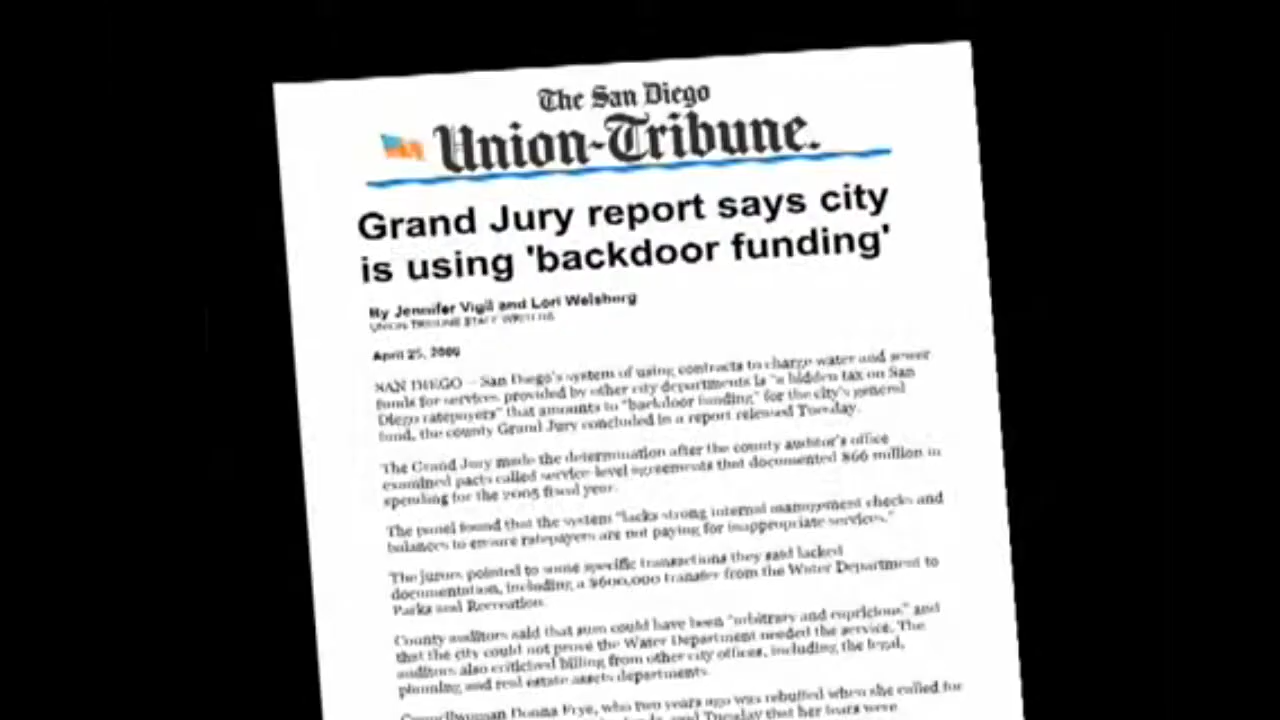 The San Diego
Union-Tribune.
Grand Jury report says city
is using 'backdoor funding'
By Jennifer Vigil and Lori Weisberg
UNION-TRIBUNE STAFF WRITERS
April 25, 2006
SAN DIEGO – San Diego's system of using contracts to charge water and sewer
funds for services provided by other city departments is "a hidden tax on San
Diego ratepayers" that amounts to "backdoor funding" for the city's general
fund, the county Grand Jury concluded in a report released Tuesday.
The Grand Jury made the determination after the county auditor's office
examined pacts called service-level agreements that documented $66 million in
spending for the 2005 fiscal year.
The panel found that the system "lacks strong internal management checks and
balances to ensure ratepayers are not paying for inappropriate services."
The jurors pointed to some specific transactions they said lacked
documentation, including a $600,000 transfer from the Water Department to
Parks and Recreation.
County auditors said that sum could have been "arbitrary and capricious" and
that the city could not prove the Water Department needed the service. The
auditors also criticized billing from other city offices, including the legal,
planning and real estate assets departments.
Councilwoman Donna Frye, who two years ago was rebuffed when she called for
said Tuesday that her fears were